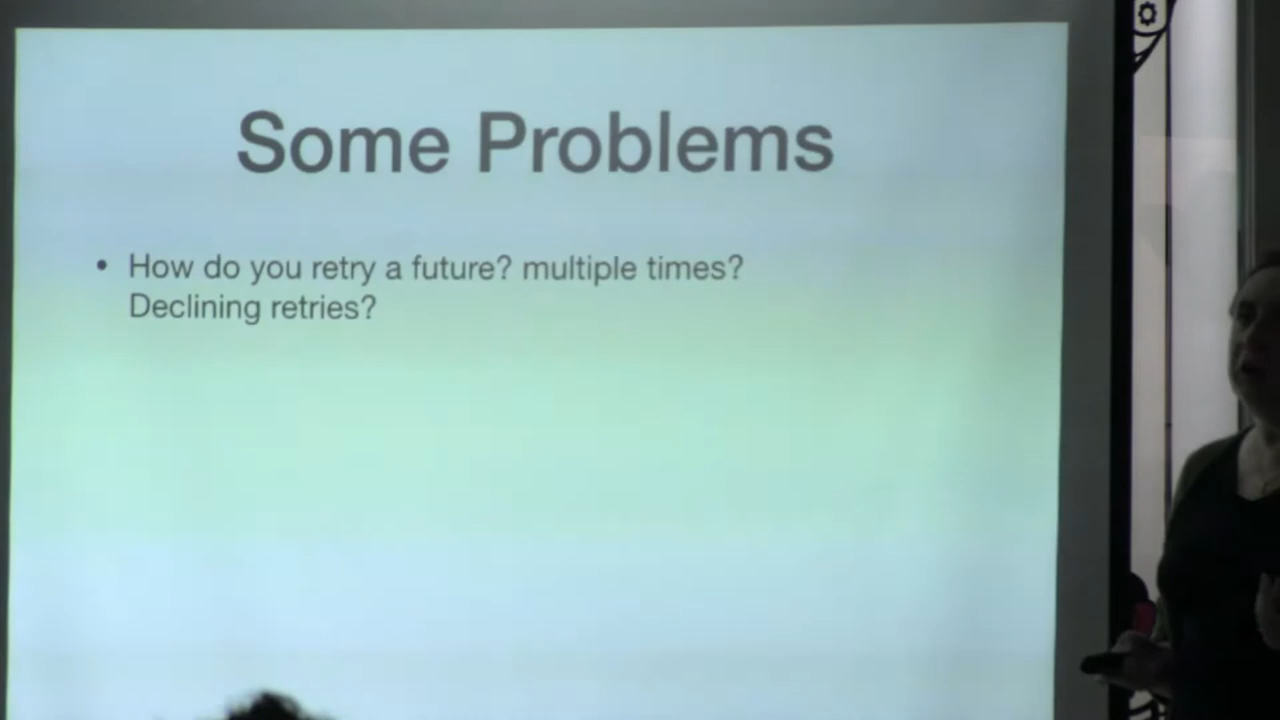 Some Problems
• How do you retry a future? multiple times?
Declining retries?